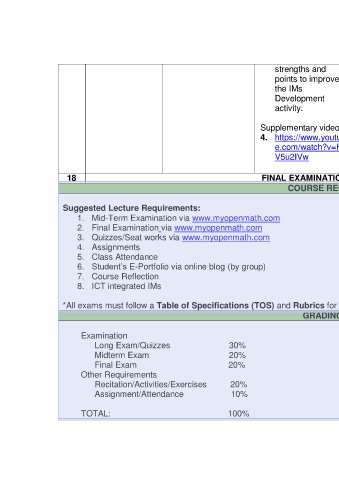 strengths and
points to improve
the IMs
Development
activity.
Supplementary video
4. https://www.youtu
e.com/watch?v=F
V5u2IVw
18 FINAL EXAMINATIO
COURSE RE
Suggested Lecture Requirements:
1. Mid-Term Examination via www.myopenmath.com
2. Final Examination via www.myopenmath.com
3. Quizzes/Seat works via www.myopenmath.com
4. Assignments
5. Class Attendance
6. Student's E-Portfolio via online blog (by group)
7. Course Reflection
8. ICT integrated IMs
*All exams must follow a Table of Specifications (TOS) and Rubrics for
GRADING
Examination
Long Exam/Quizzes 30%
Midterm Exam 20%
Final Exam 20%
Other Requirements
Recitation/Activities/Exercises 20%
Assignment/Attendance 10%
TOTAL: 100%